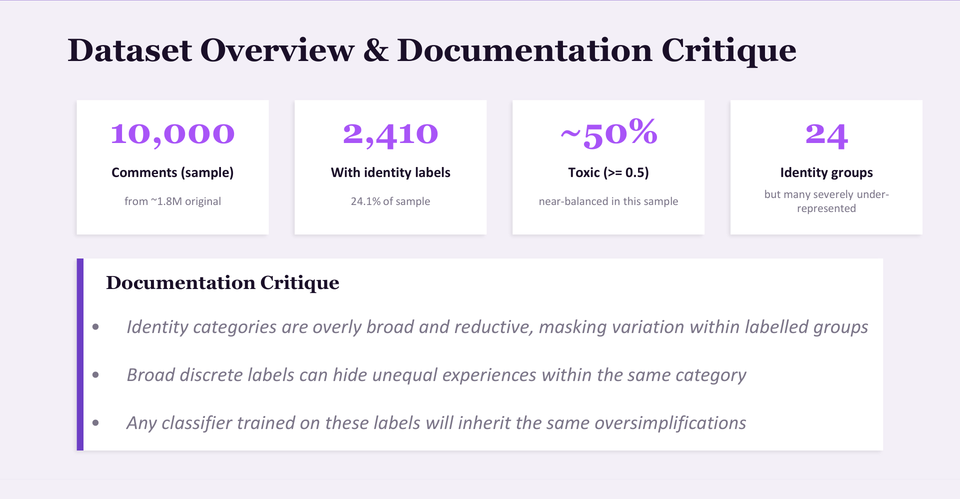 Dataset Overview & Documentation Critique
10,000
Comments (sample)
from ~1.8M original
2,410
With identity labels
24.1% of sample
~50%
Toxic (>= 0.5)
near-balanced in this sample
24
Identity groups
but many severely under-
represented
Documentation Critique
• Identity categories are overly broad and reductive, masking variation within labelled groups
• Broad discrete labels can hide unequal experiences within the same category
• Any classifier trained on these labels will inherit the same oversimplifications